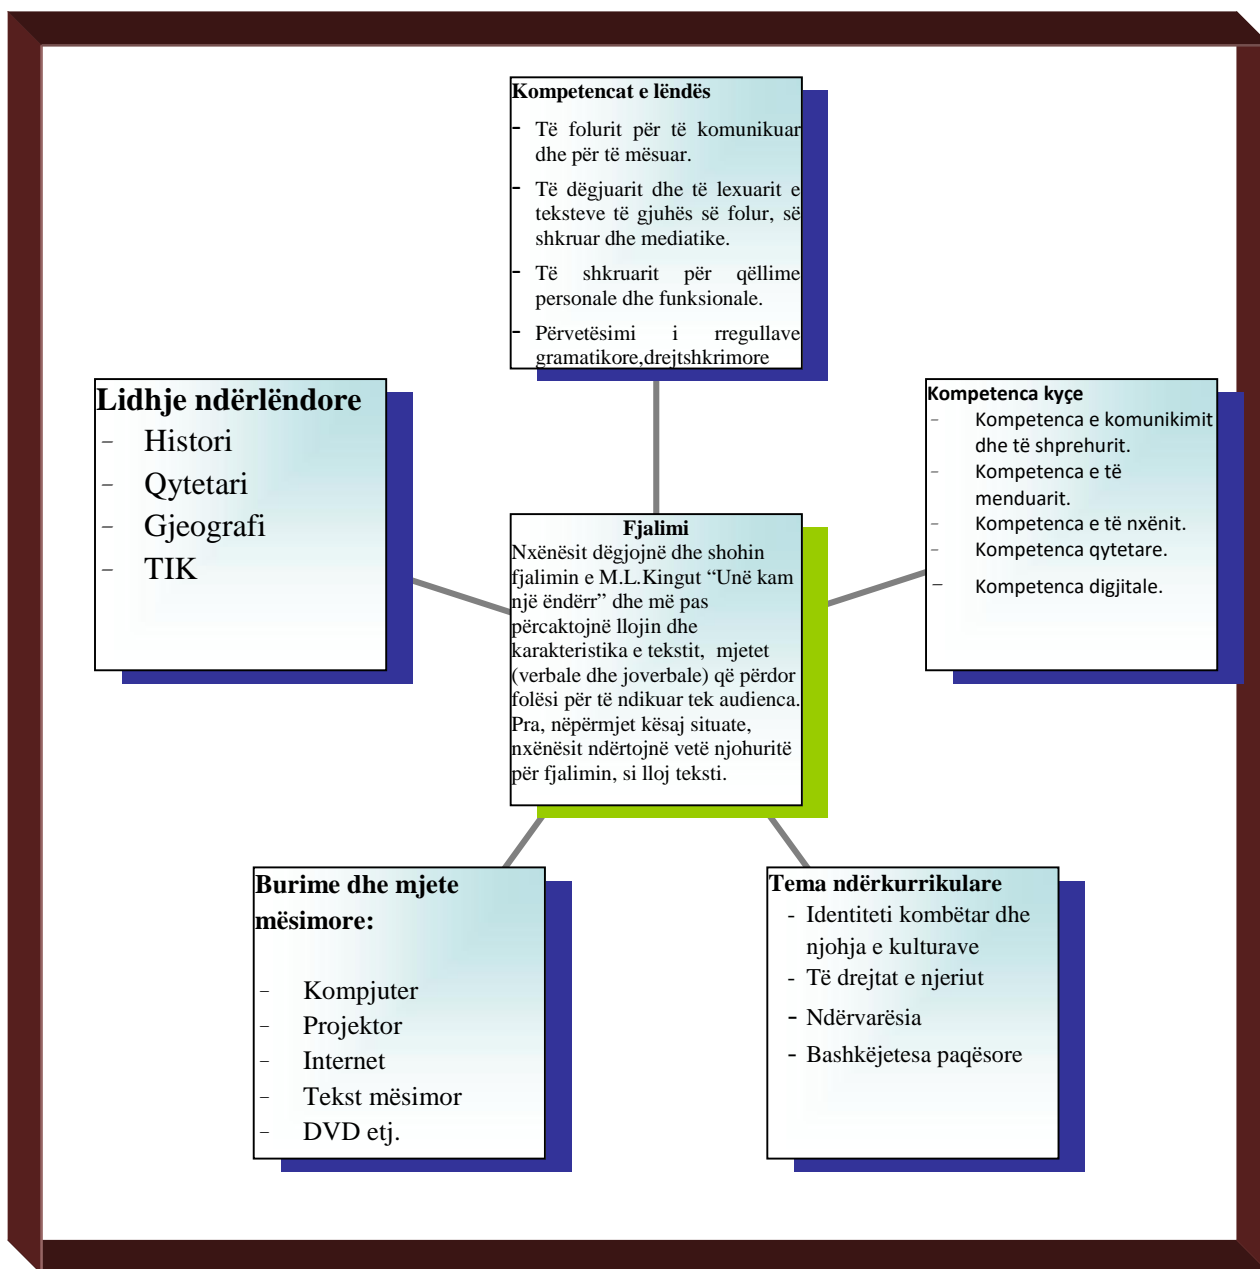 Kompetencat e lëndës
- Të folurit për të komunikuar
dhe për të mësuar.
- Të dëgjuarit dhe të lexuarit e
teksteve të gjuhës së folur, së
shkruar dhe mediatike.
- Të shkruarit për qëllime
personale dhe funksionale.
- Përvetësimi i rregullave
gramatikore,drejtshkrimore
Lidhje ndërlëndore
- Histori
- Qytetari
- Gjeografi
- TIK
Kompetenca kyçe
- Kompetenca e komunikimit
dhe të shprehurit.
- Kompetenca e të
menduarit.
- Kompetenca e të nxënit.
- Kompetenca qytetare.
- Kompetenca digjitale.
Fjalimi
Nxënësit dëgjojnë dhe shohin
fjalimin e M.L.Kingut “Unë kam
një ëndërr” dhe më pas
përcaktojnë llojin dhe
karakteristika e tekstit, mjetet
(verbale dhe joverbale) që përdor
folësi për të ndikuar tek audienca.
Pra, nëpërmjet kësaj situate,
nxënësit ndërtojnë vetë njohuritë
për fjalimin, si lloj teksti.
Burime dhe mjete
mësimore:
- Kompjuter
- Projektor
- Internet
- Tekst mësimor
- DVD etj.
Tema ndërkurrikulare
- Identiteti kombëtar dhe
njohja e kulturave
- Të drejtat e njeriut
- Ndërvarësia
- Bashkëjetesa paqësore